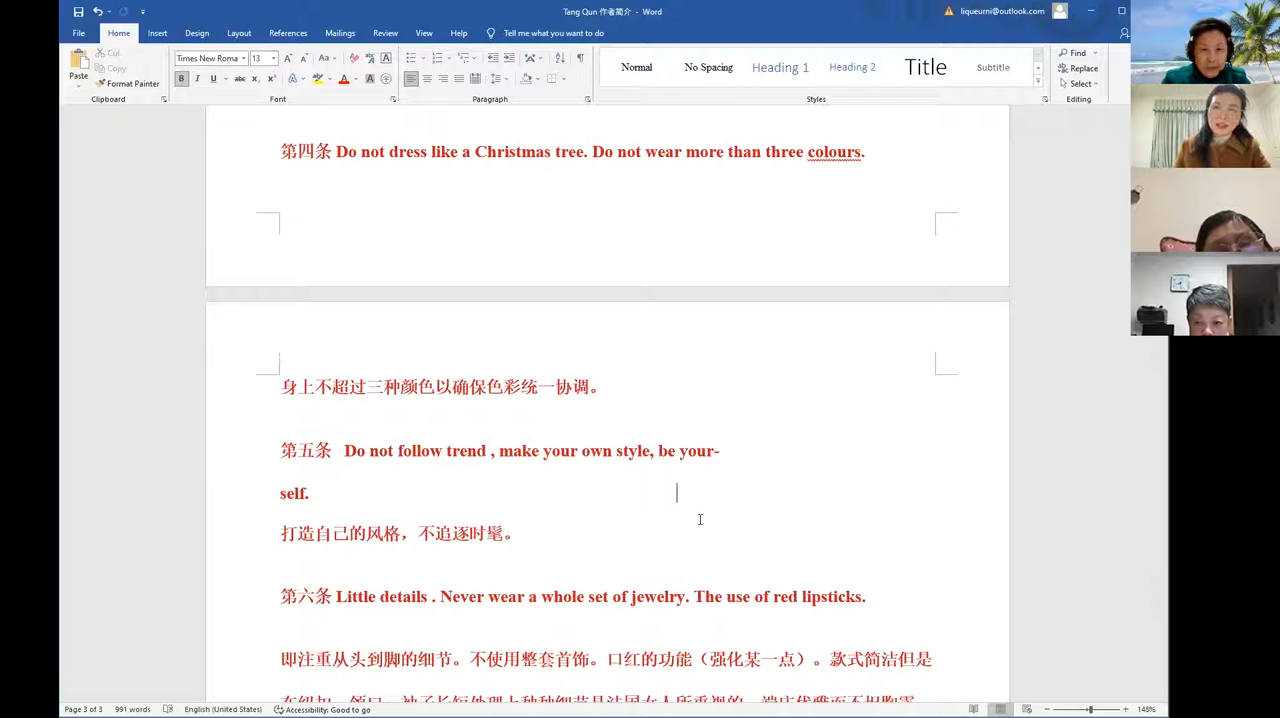 Tang Qun 作者简介 - Word
liqueurni@outlook.com
File Home Insert Design Layout References Mailings Review View Help Tell me what you want to do
Paste
Cut
Copy
Format Painter
Clipboard
Times New Roma
13
Font
Paragraph
Normal No Spacing Heading 1 Heading 2 Title Subtitle
Styles
Find
Replace
Select
Editing
第四条 Do not dress like a Christmas tree. Do not wear more than three colours.
身上不超过三种颜色以确保色彩统一协调。
第五条 Do not follow trend , make your own style, be your-
self.
打造自己的风格，不追逐时髦。
第六条 Little details . Never wear a whole set of jewelry. The use of red lipsticks.
即注重从头到脚的细节。不使用整套首饰。口红的功能（强化某一点）。款式简洁但是
Page 3 of 3 991 words English (United States) Accessibility: Good to go 148%